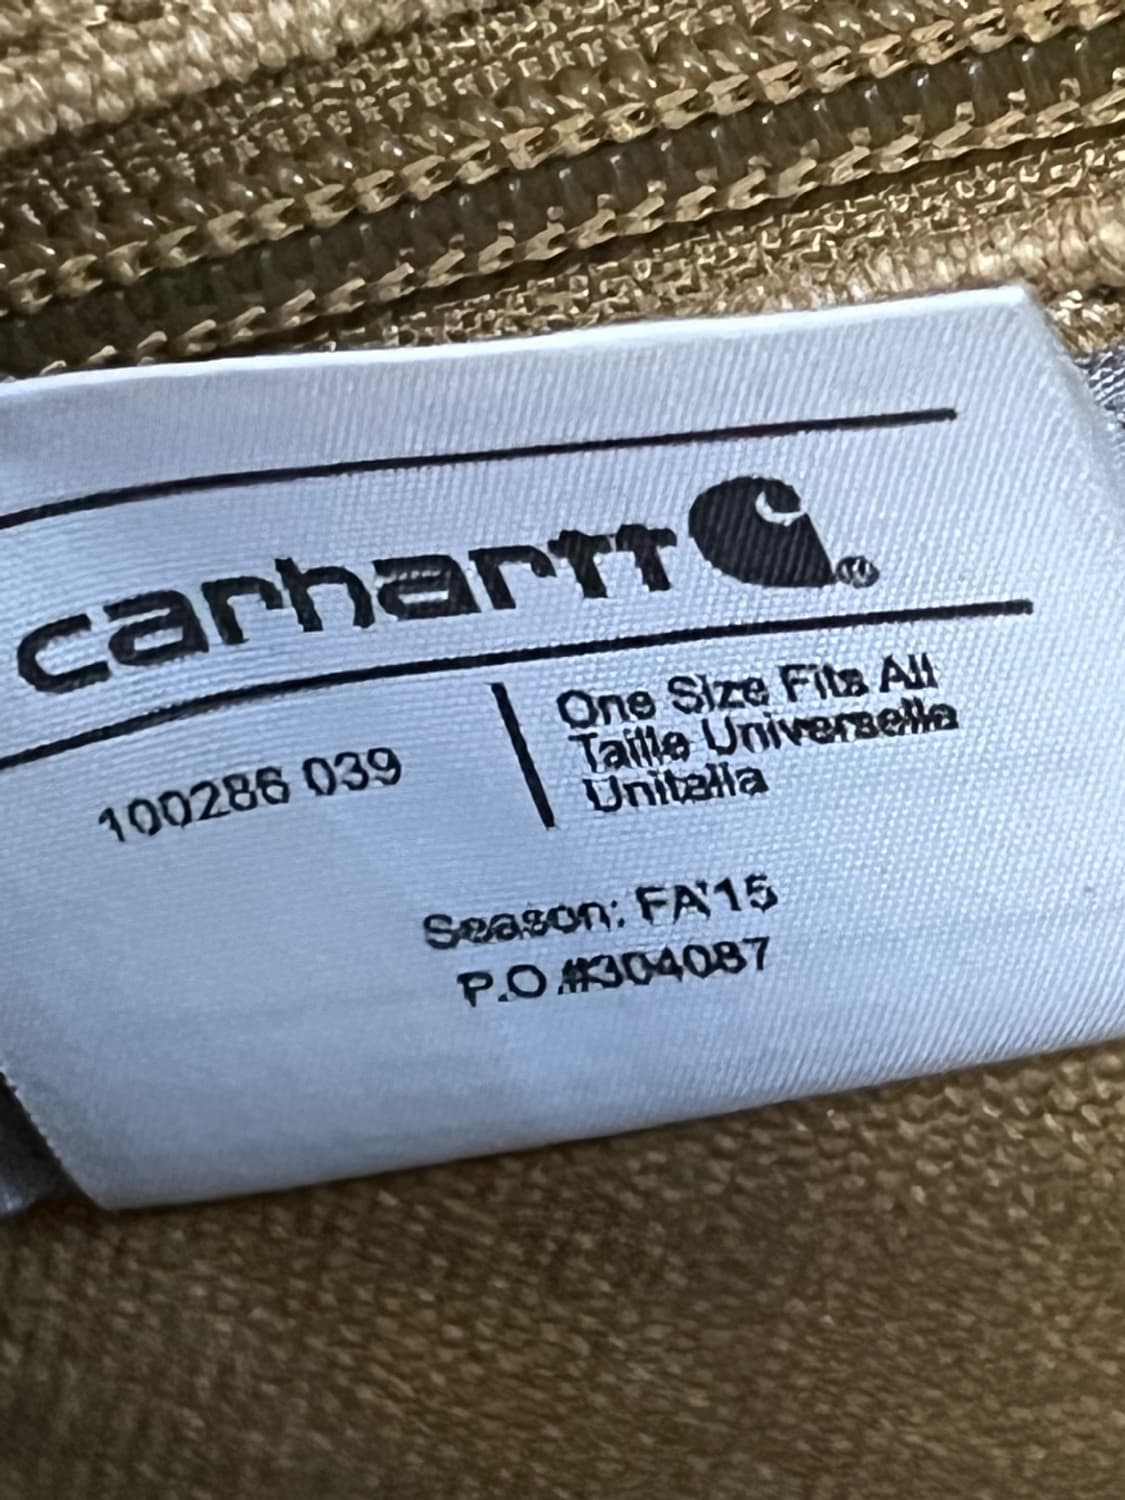 carhartt ®
100286 039
One Size Fits All
Taille Universelle
Unitalla
Season: FA'15
P.O.#304087